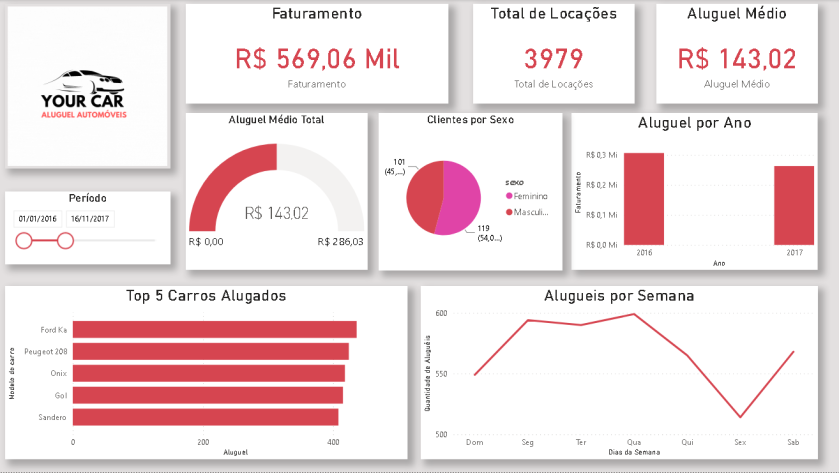 YOUR CAR
ALUGUEL AUTOMÓVEIS
Faturamento
R$ 569,06 Mil
Faturamento
Total de Locações
3979
Total de Locações
Aluguel Médio
R$ 143,02
Aluguel Médio
Período
01/01/2016 16/11/2017
Aluguel Médio Total
R$ 143,02
R$ 0,00 R$ 286,03
Clientes por Sexo
101
(45,...)
119
(54,0...)
sexo
Feminino
Masculi...
Aluguel por Ano
Faturamento
R$ 0,3 Mi
R$ 0,2 Mi
R$ 0,1 Mi
R$ 0,0 Mi
2016 2017
Ano
Top 5 Carros Alugados
Modelo do carro
Ford Ka
Peugeot 208
Onix
Gol
Sandero
0 200 400
Aluguel
Alugueis por Semana
Quantidade de Aluguéis
600
550
500
Dom Seg Ter Qua Qui Sex Sab
Dias da Semana